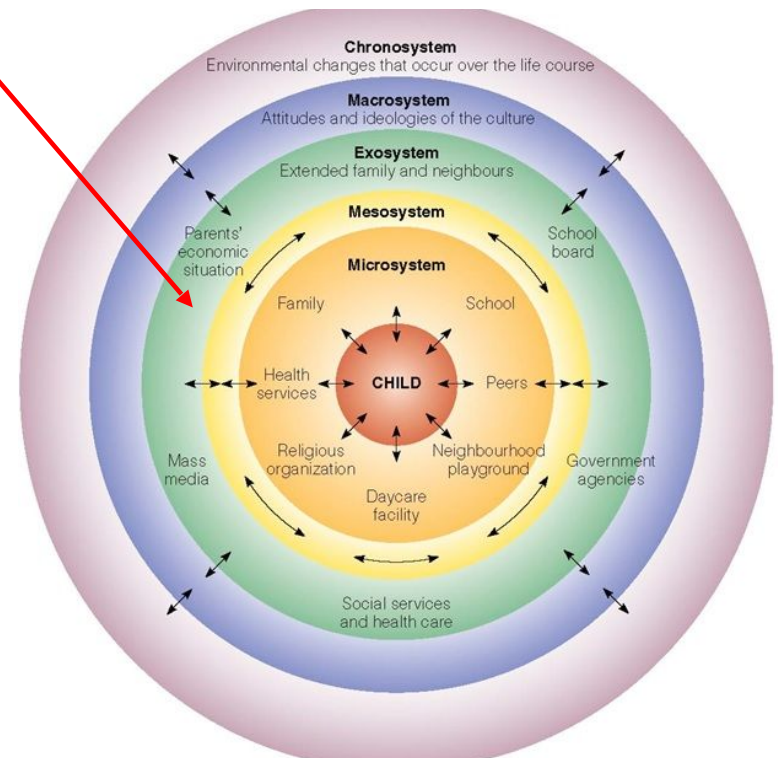 Chronosystem
Environmental changes that occur over the life course
Macrosystem
Attitudes and ideologies of the culture
Exosystem
Extended family and neighbours
Mesosystem
Parents'
economic
situation
School
board
Microsystem
Family
School
Health
services
CHILD
Peers
Religious
organization
Neighbourhood
playground
Mass
media
Government
agencies
Daycare
facility
Social services
and health care